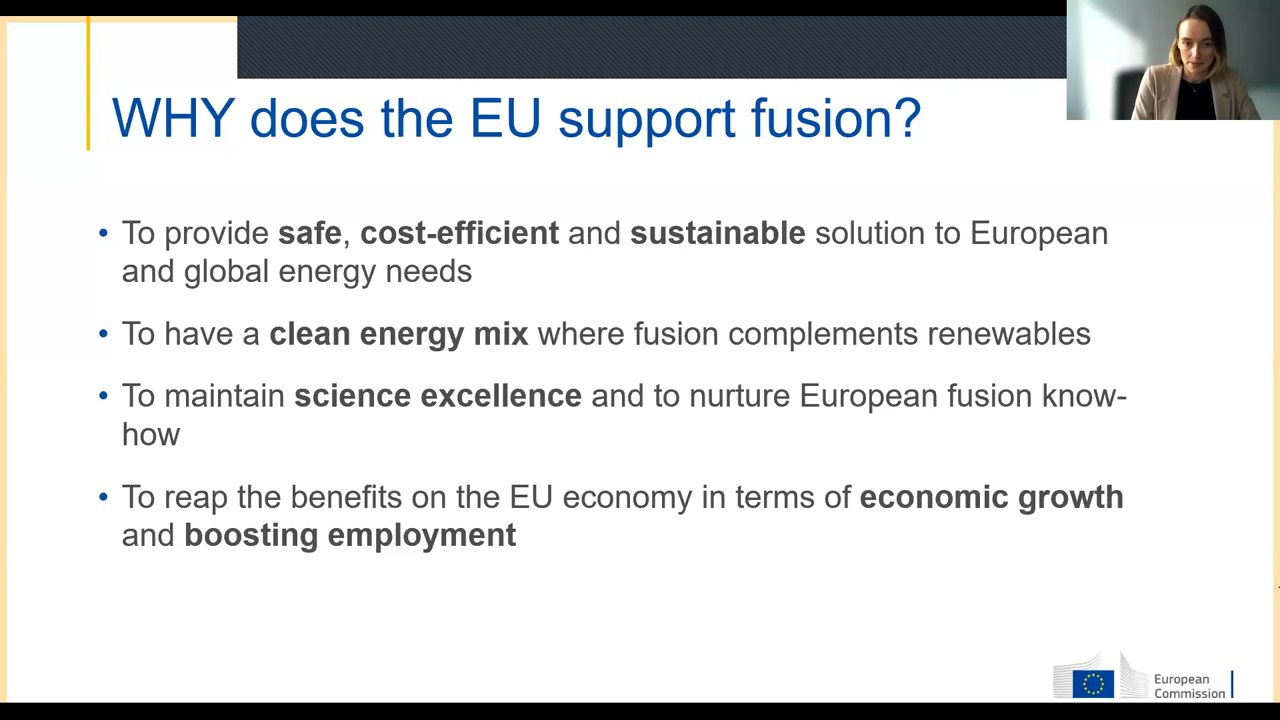 WHY does the EU support fusion?
• To provide safe, cost-efficient and sustainable solution to European
and global energy needs
• To have a clean energy mix where fusion complements renewables
• To maintain science excellence and to nurture European fusion know-
how
• To reap the benefits on the EU economy in terms of economic growth
and boosting employment
European
Commission